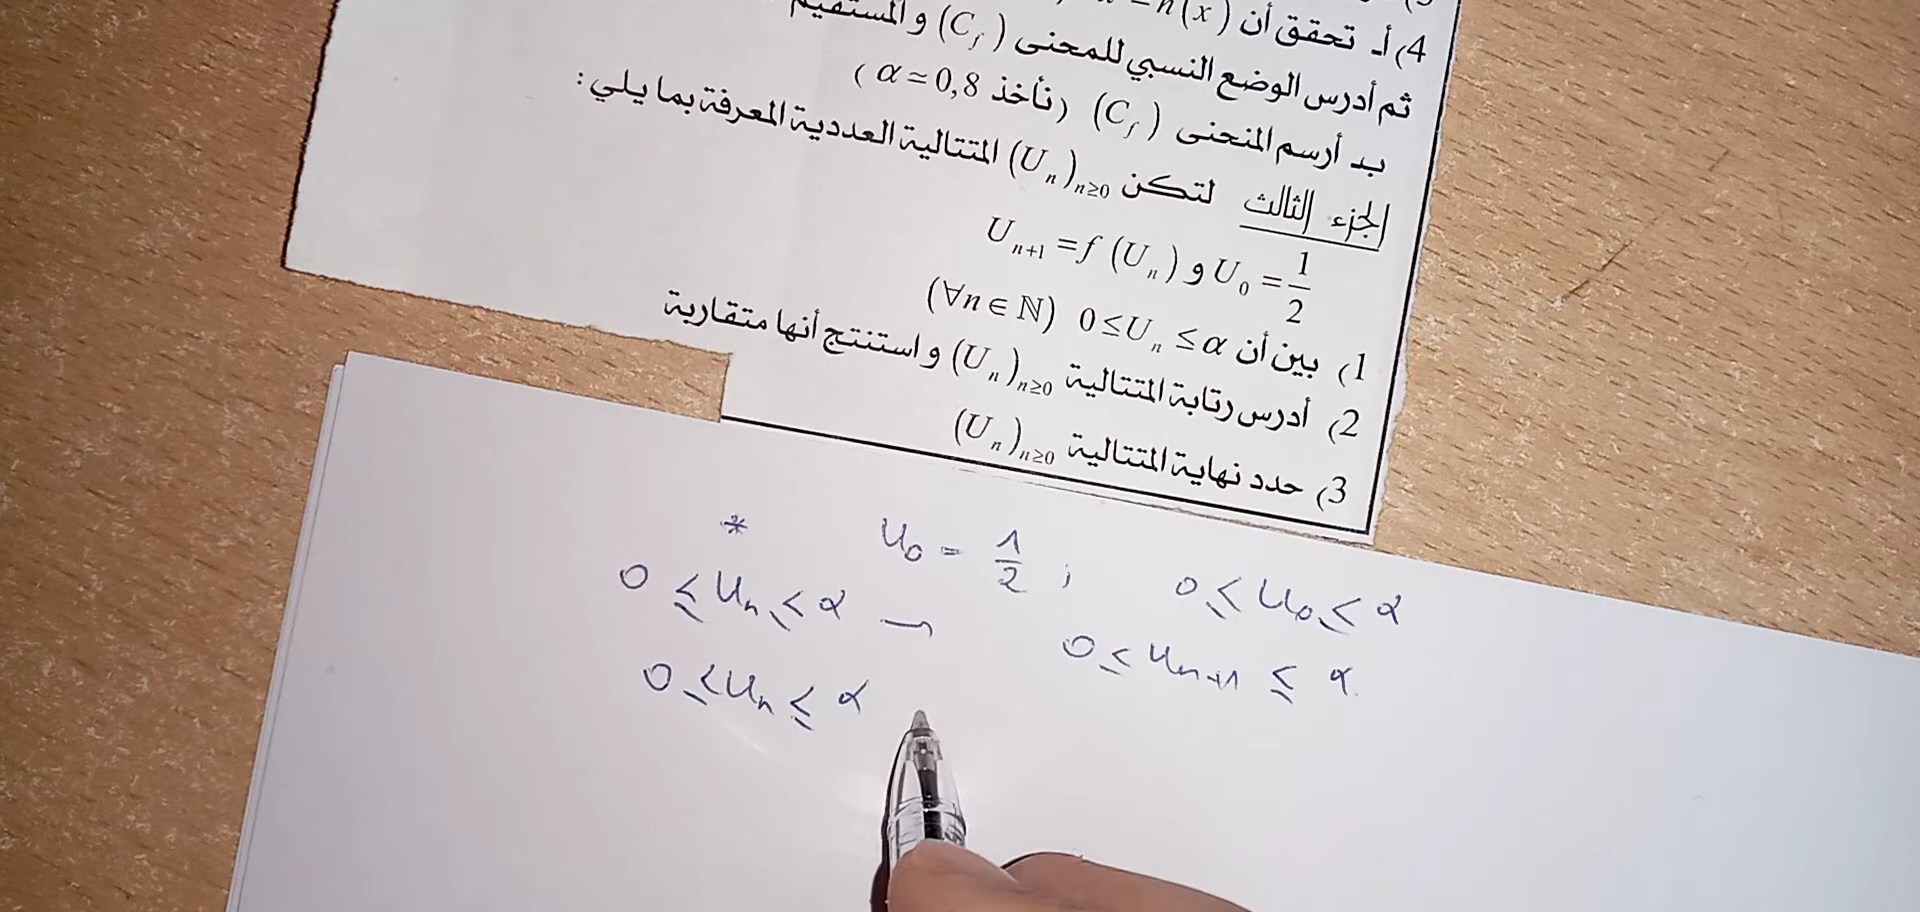 4) أ ـ تحقق أن h(x)
ثم أدرس الوضع النسبي للمحنى (C_f) و المستقيم
بـ أرسم المنحنى (C_f) (نأخذ α ≃ 0,8)
الجزء الثالث لتكن (U_n)_{n≥0} المتتالية العددية المعرفة بما يلي :
U_0 = 1/2 و U_{n+1} = f(U_n)
1) بين أن 0 ≤ U_n ≤ α (∀n ∈ ℕ)
2) أدرس رتابة المتتالية (U_n)_{n≥0} و استنتج أنها متقاربة
3) حدد نهاية المتتالية (U_n)_{n≥0}
* U_0 = 1/2 ; 0 ≤ U_0 ≤ α
0 ≤ U_n ≤ α 0 ≤ U_{n+1} ≤ α.
0 ≤ U_n ≤ α